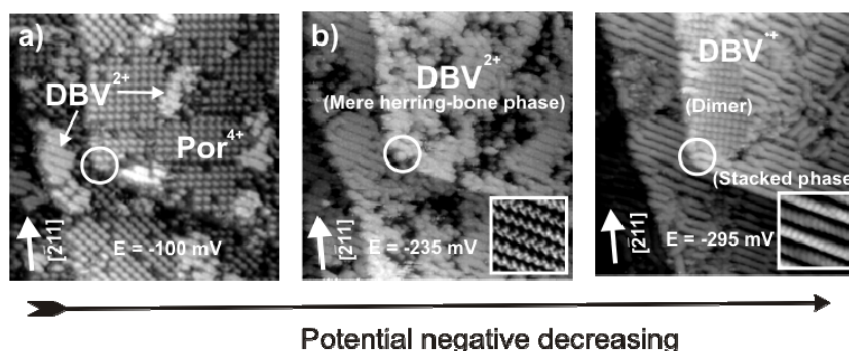 a)
DBV2+
Por4+
[211]
E = -100 mV
b)
DBV2+
(Mere herring-bone phase)
[211]
E = -235 mV
DBV•+
(Dimer)
(Stacked phase)
[211]
E = -295 mV
Potential negative decreasing